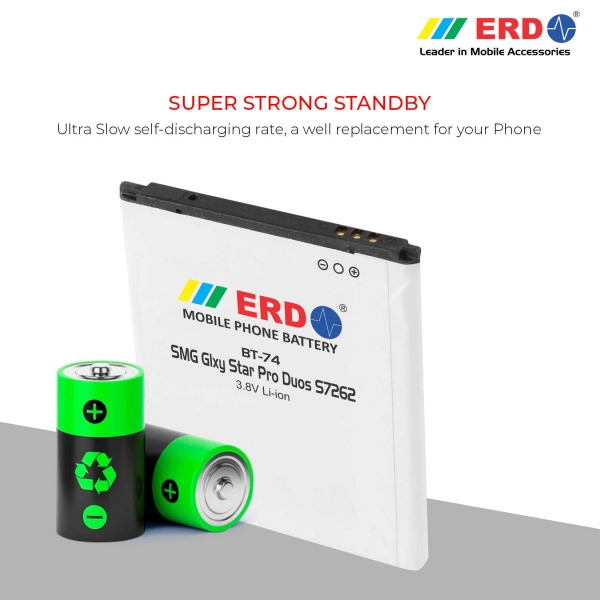 ERD®
Leader in Mobile Accessories
SUPER STRONG STANDBY
Ultra Slow self-discharging rate, a well replacement for your Phone
ERD®
MOBILE PHONE BATTERY
BT-74
SMG Glxy Star Pro Duos S7262
3.8V Li-ion